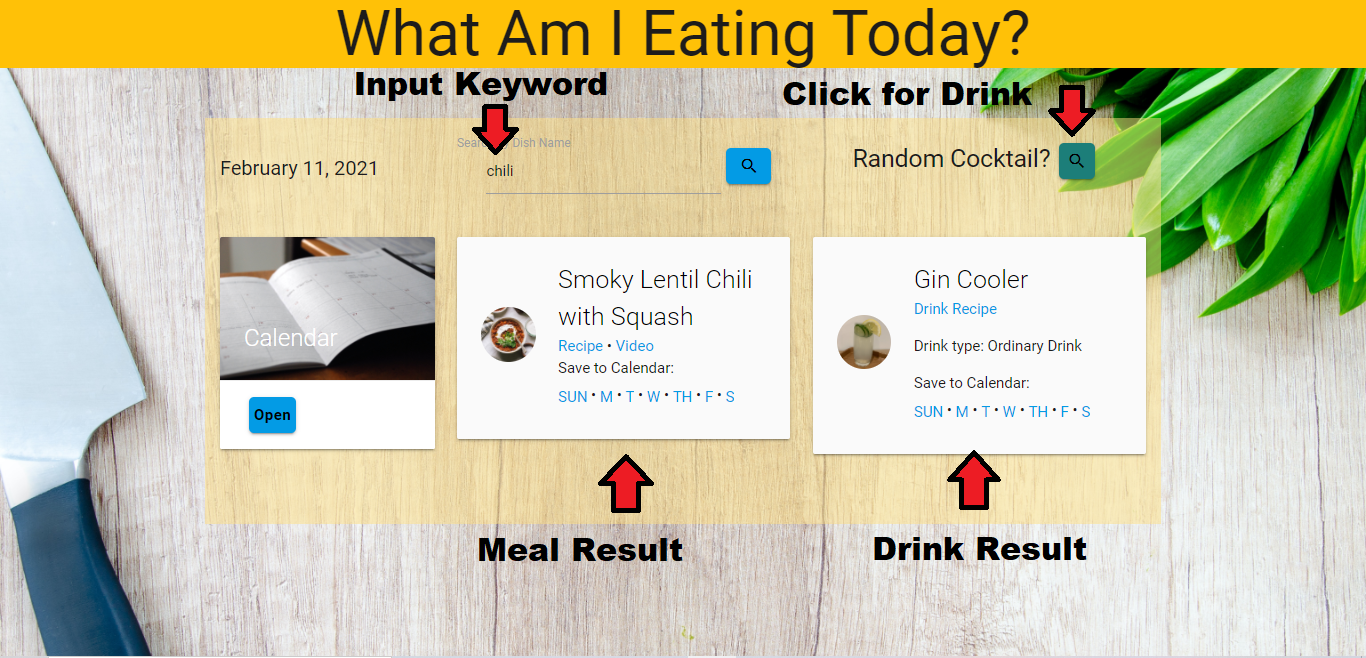 What Am I Eating Today?
Input Keyword
Click for Drink
Search Dish Name
February 11, 2021
chili
Random Cocktail?
Calendar
Open
Smoky Lentil Chili
with Squash
Recipe • Video
Save to Calendar:
SUN • M • T • W • TH • F • S
Gin Cooler
Drink Recipe
Drink type: Ordinary Drink
Save to Calendar:
SUN • M • T • W • TH • F • S
Meal Result
Drink Result